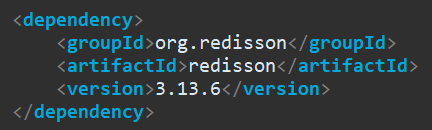 <dependency>
<groupId>org.redisson</groupId>
<artifactId>redisson</artifactId>
<version>3.13.6</version>
</dependency>